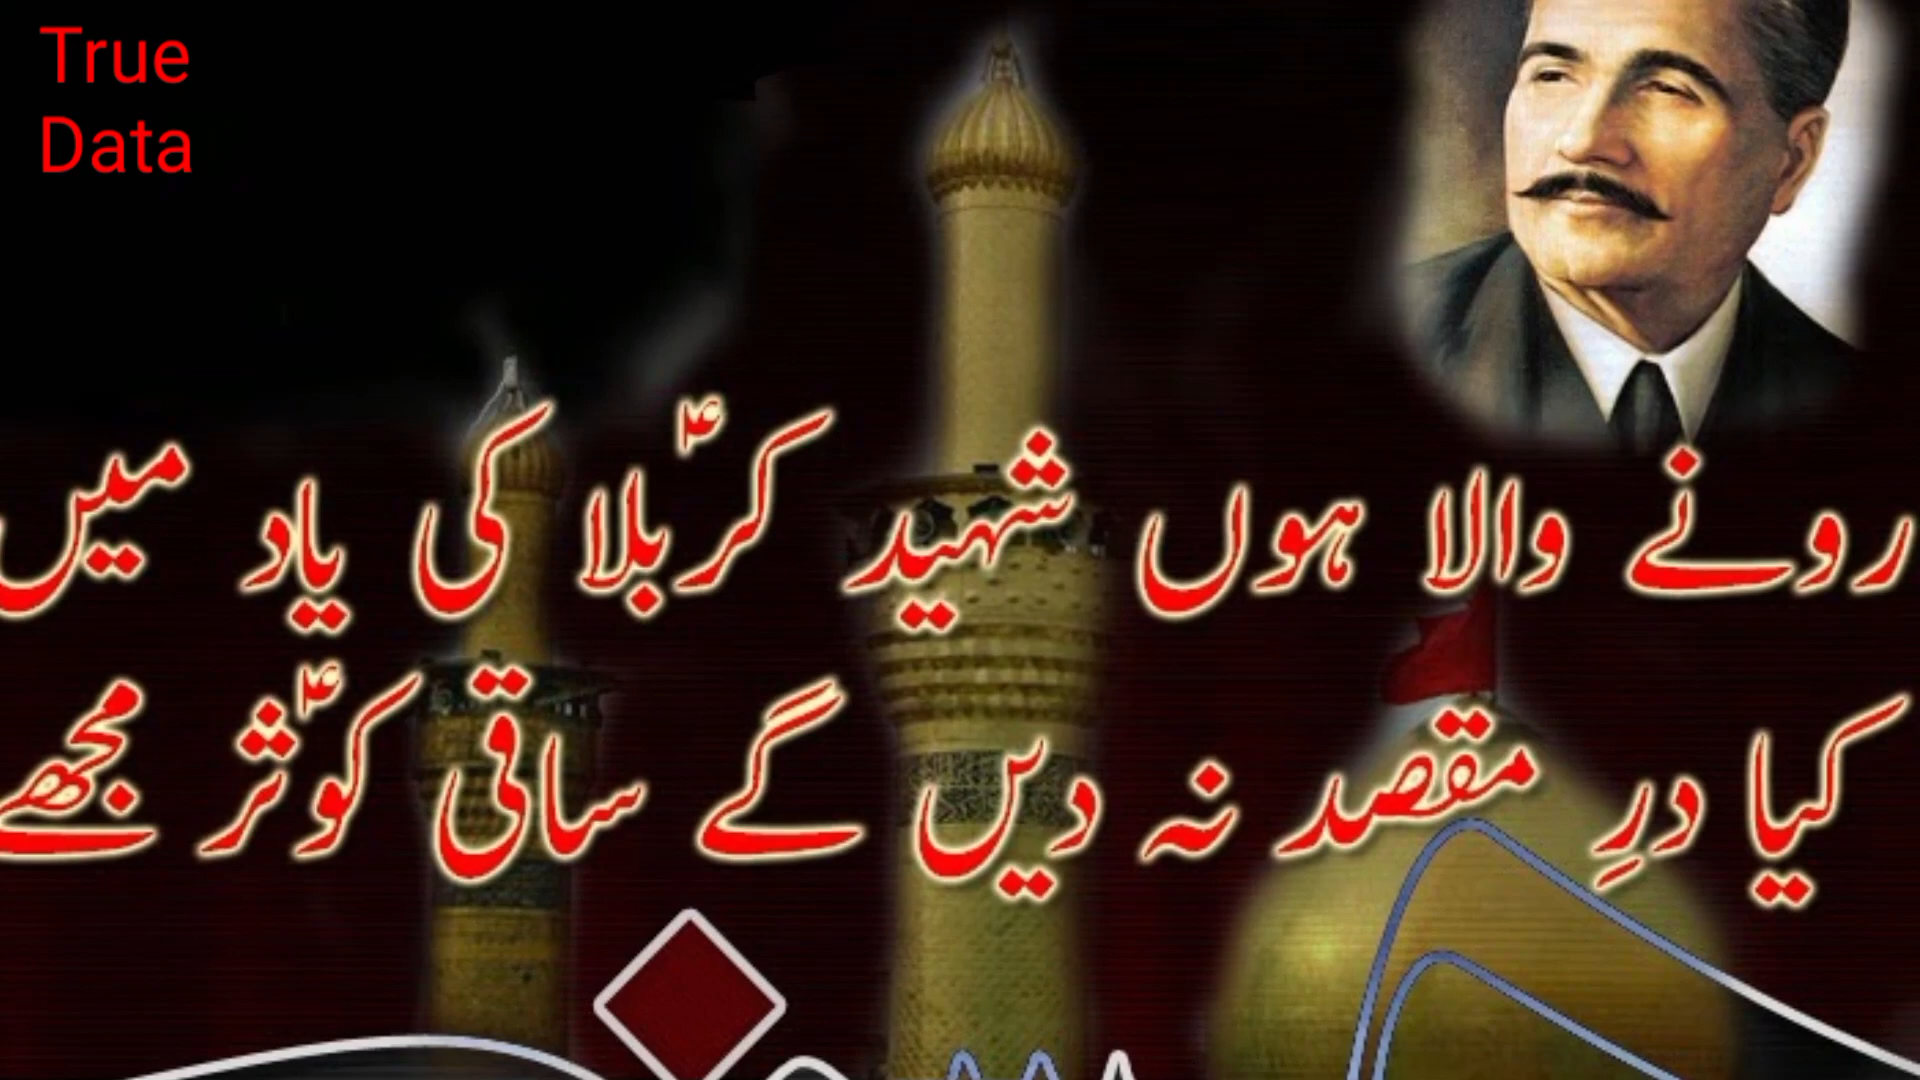 True
Data
رونے والا ہوں شہید کربلاؑ کی یاد میں
کیا درِ مقصد نہ دیں گے ساقی کوثرؑ مجھے